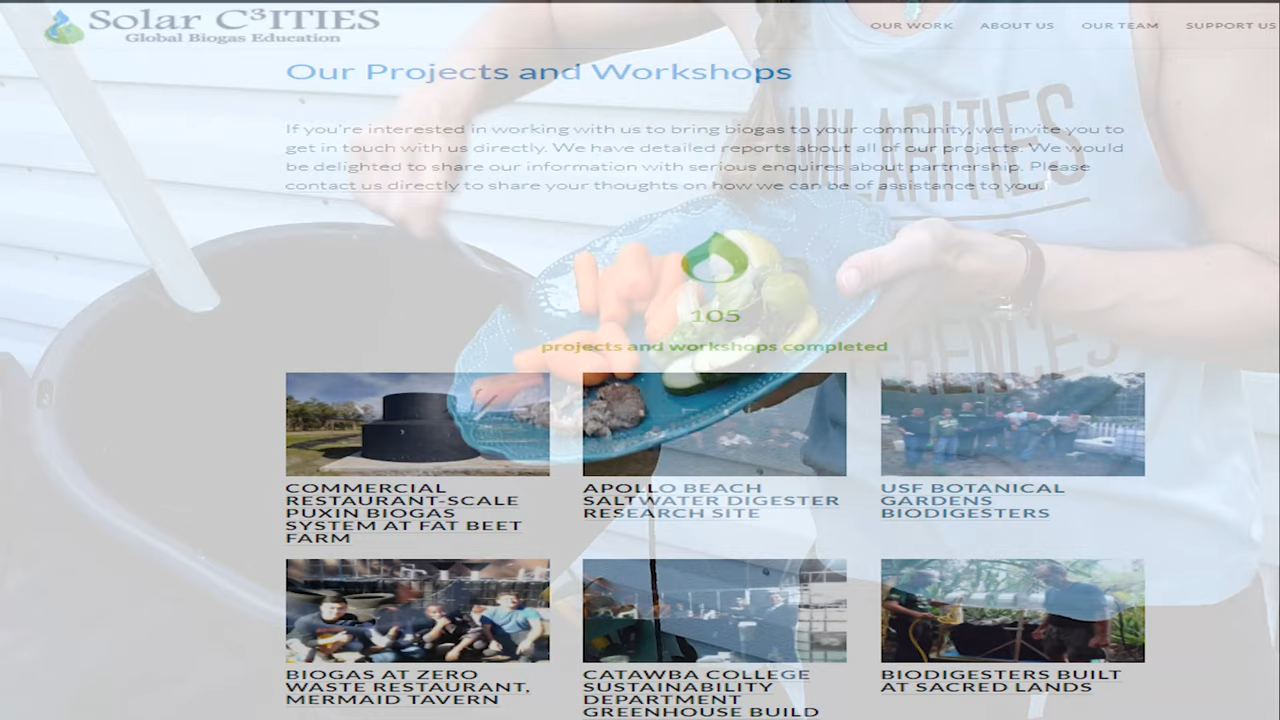 Solar C³ITIES
Global Biogas Education
OUR WORK ABOUT US OUR TEAM SUPPORT US
Our Projects and Workshops
If you're interested in working with us to bring biogas to your community, we invite you to
get in touch with us directly. We have detailed reports about all of our projects. We would
be delighted to share our information with serious enquires about partnership. Please
contact us directly to share your thoughts on how we can be of assistance to you.
105
projects and workshops completed
COMMERCIAL
RESTAURANT-SCALE
PUXIN BIOGAS
SYSTEM AT FAT BEET
FARM
APOLLO BEACH
SALTWATER DIGESTER
RESEARCH SITE
USF BOTANICAL
GARDENS
BIODIGESTERS
BIOGAS AT ZERO
WASTE RESTAURANT,
MERMAID TAVERN
CATAWBA COLLEGE
SUSTAINABILITY
DEPARTMENT
GREENHOUSE BUILD
BIODIGESTERS BUILT
AT SACRED LANDS